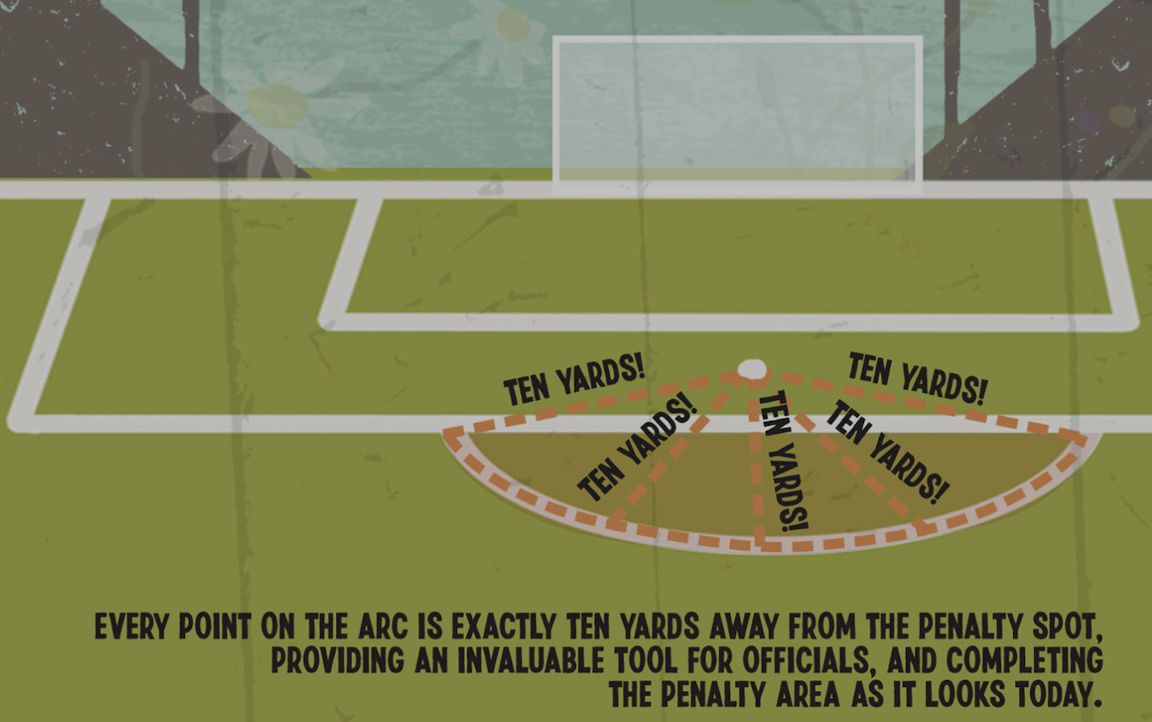 TEN YARDS!
TEN YARDS!
TEN YARDS!
TEN YARDS!
TEN YARDS!
EVERY POINT ON THE ARC IS EXACTLY TEN YARDS AWAY FROM THE PENALTY SPOT,
PROVIDING AN INVALUABLE TOOL FOR OFFICIALS, AND COMPLETING
THE PENALTY AREA AS IT LOOKS TODAY.